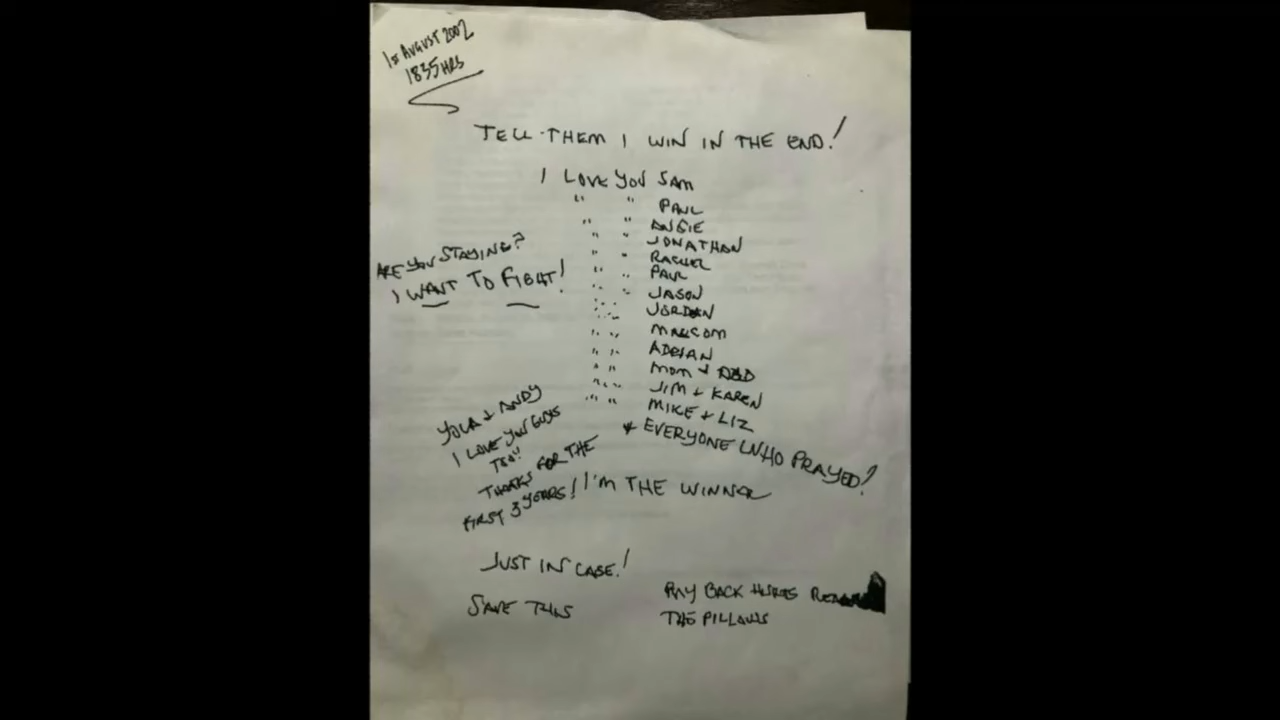 1st AUGUST 2002
1835 HRS
TELL THEM I WIN IN THE END!
I LOVE YOU SAM
" " PAUL
" " ANGIE
" " JONATHAN
" " RACHEL
" " PAUL
" " JASON
" " JORDAN
" " MALCOM
" " ADRIAN
" " MOM + DAD
" " JIM + KAREN
" " MIKE + LIZ
+ EVERYONE WHO PRAYED!
ARE YOU STAYING?
I WANT TO FIGHT!
YOLA + ANDY
I LOVE YOU GUYS
TOO!!
THANKS FOR THE
FIRST 3 YEARS!
I'M THE WINNER
JUST IN CASE!
SAVE THIS
PAY BACK HURTS
THE PILLOWS